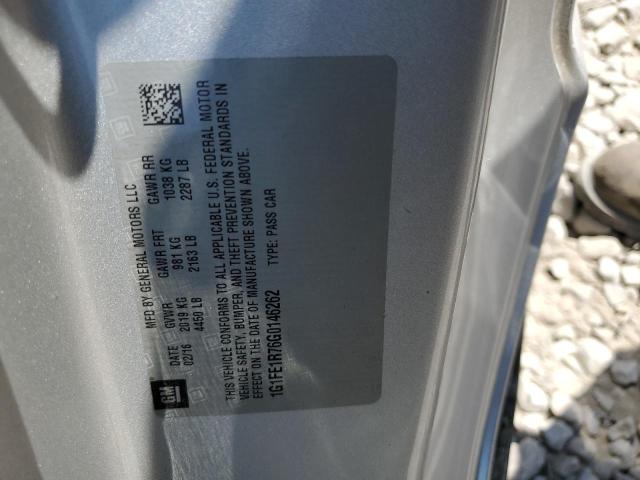 MFD BY GENERAL MOTORS LLC
DATE GVWR GAWR FRT GAWR RR
02/16 2019 KG 981 KG 1038 KG
4450 LB 2163 LB 2287 LB
THIS VEHICLE CONFORMS TO ALL APPLICABLE U.S. FEDERAL MOTOR
VEHICLE SAFETY, BUMPER, AND THEFT PREVENTION STANDARDS IN
EFFECT ON THE DATE OF MANUFACTURE SHOWN ABOVE.
1G1FE1R76G0146262 TYPE: PASS CAR
GM